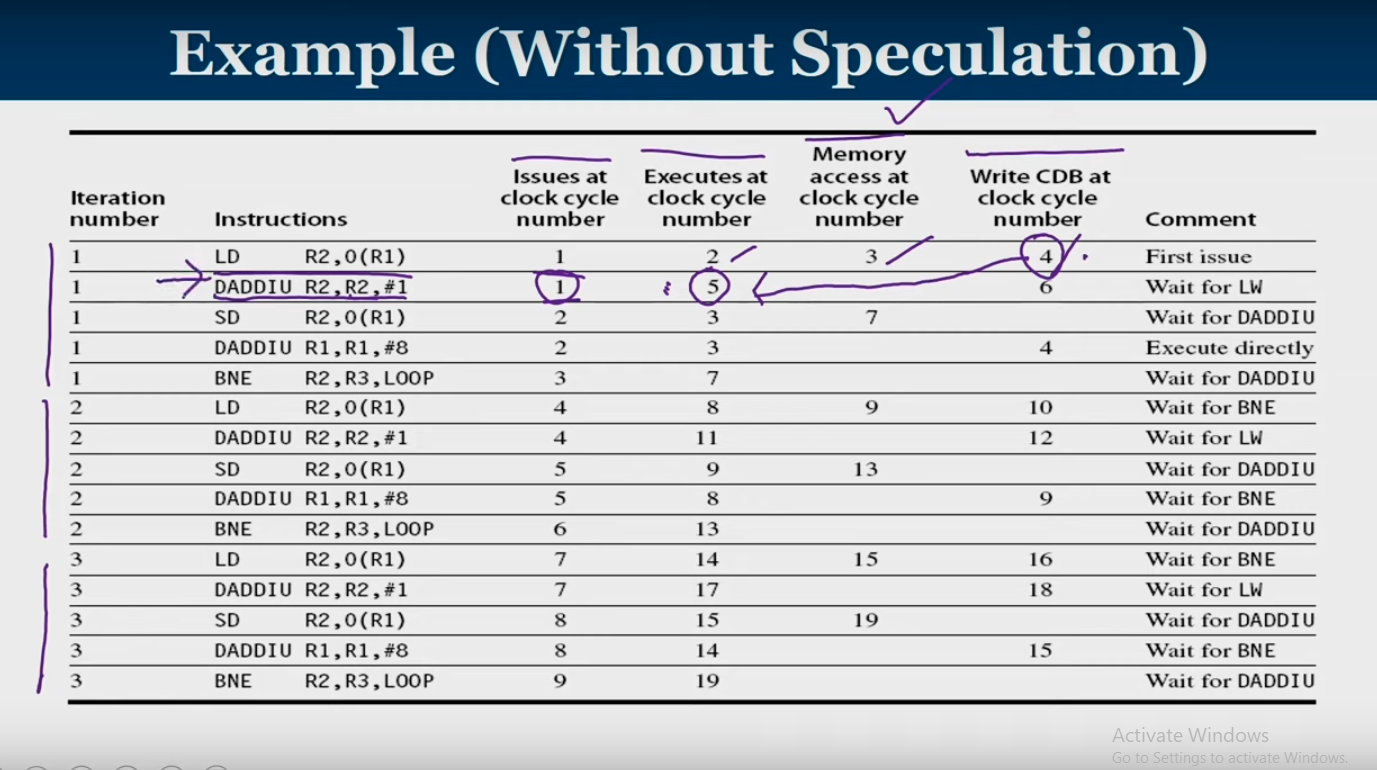 Example (Without Speculation)
Iteration number Instructions Issues at clock cycle number Executes at clock cycle number Memory access at clock cycle number Write CDB at clock cycle number Comment
1 LD R2,0(R1) 1 2 3 4 First issue
1 DADDIU R2,R2,#1 1 5 6 Wait for LW
1 SD R2,0(R1) 2 3 7 Wait for DADDIU
1 DADDIU R1,R1,#8 2 3 4 Execute directly
1 BNE R2,R3,LOOP 3 7 Wait for DADDIU
2 LD R2,0(R1) 4 8 9 10 Wait for BNE
2 DADDIU R2,R2,#1 4 11 12 Wait for LW
2 SD R2,0(R1) 5 9 13 Wait for DADDIU
2 DADDIU R1,R1,#8 5 8 9 Wait for BNE
2 BNE R2,R3,LOOP 6 13 Wait for DADDIU
3 LD R2,0(R1) 7 14 15 16 Wait for BNE
3 DADDIU R2,R2,#1 7 17 18 Wait for LW
3 SD R2,0(R1) 8 15 19 Wait for DADDIU
3 DADDIU R1,R1,#8 8 14 15 Wait for BNE
3 BNE R2,R3,LOOP 9 19 Wait for DADDIU
Activate Windows
Go to Settings to activate Windows.